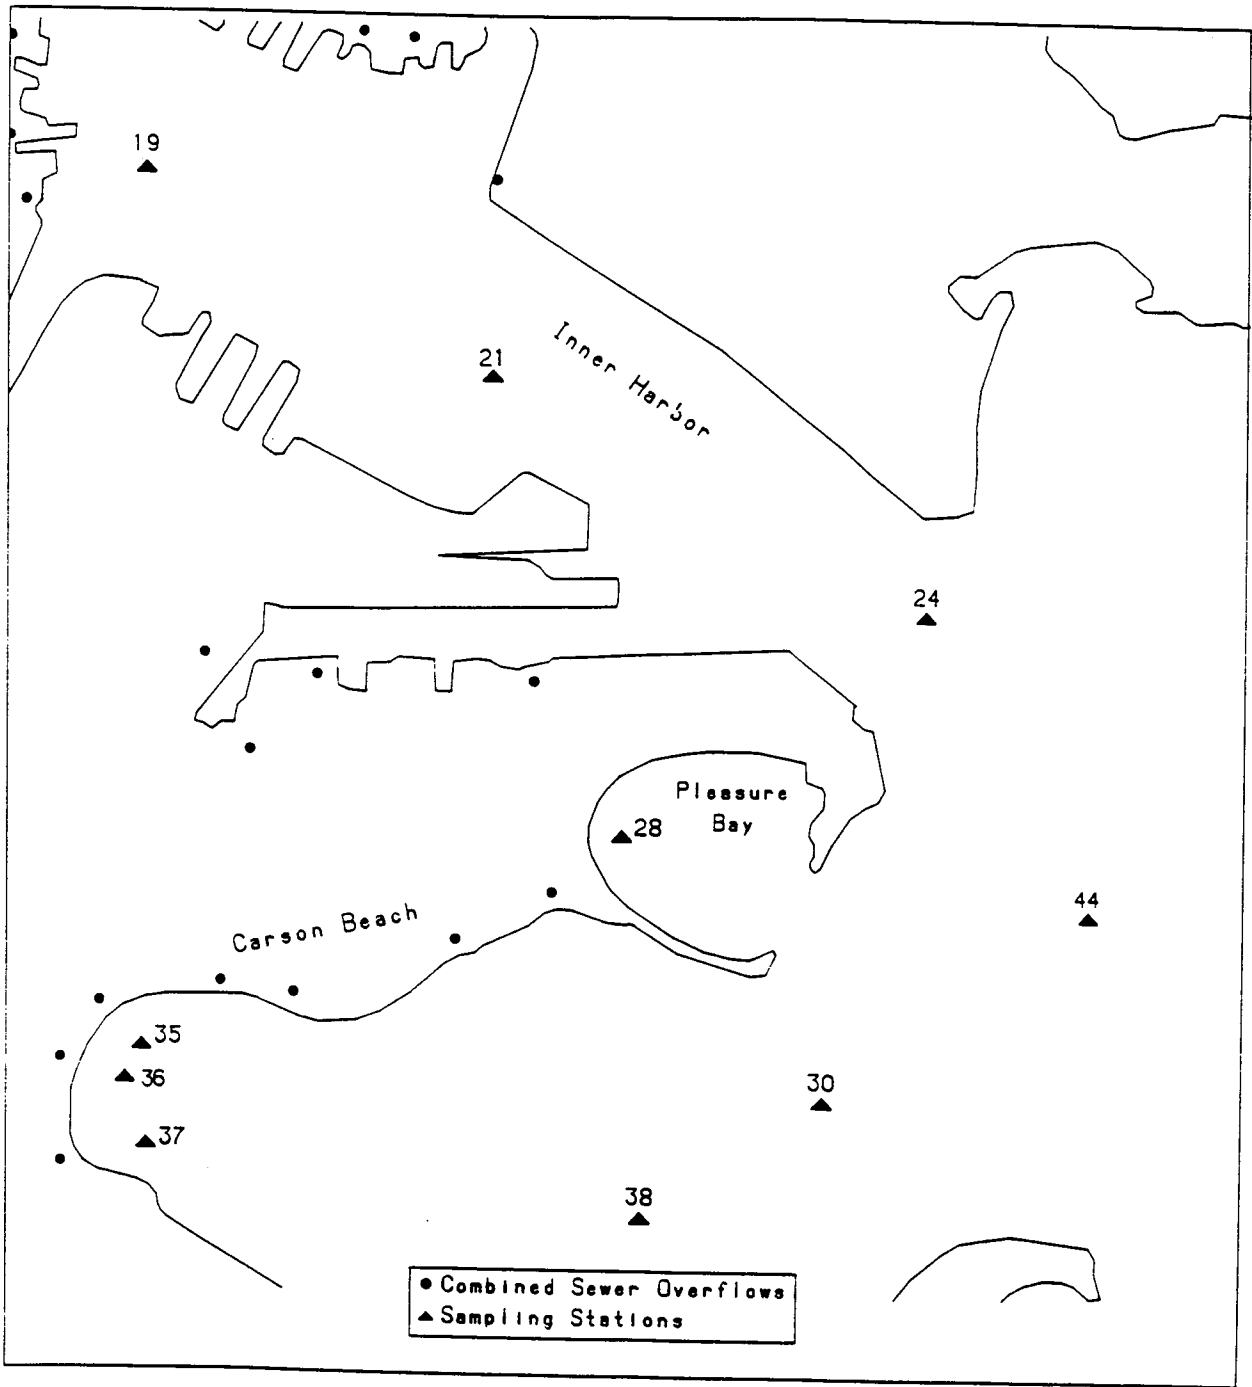 19
21
Inner Harbor
24
Pleasure
Bay
28
44
Carson Beach
35
36
30
37
38
Combined Sewer Overflows
Sampling Stations